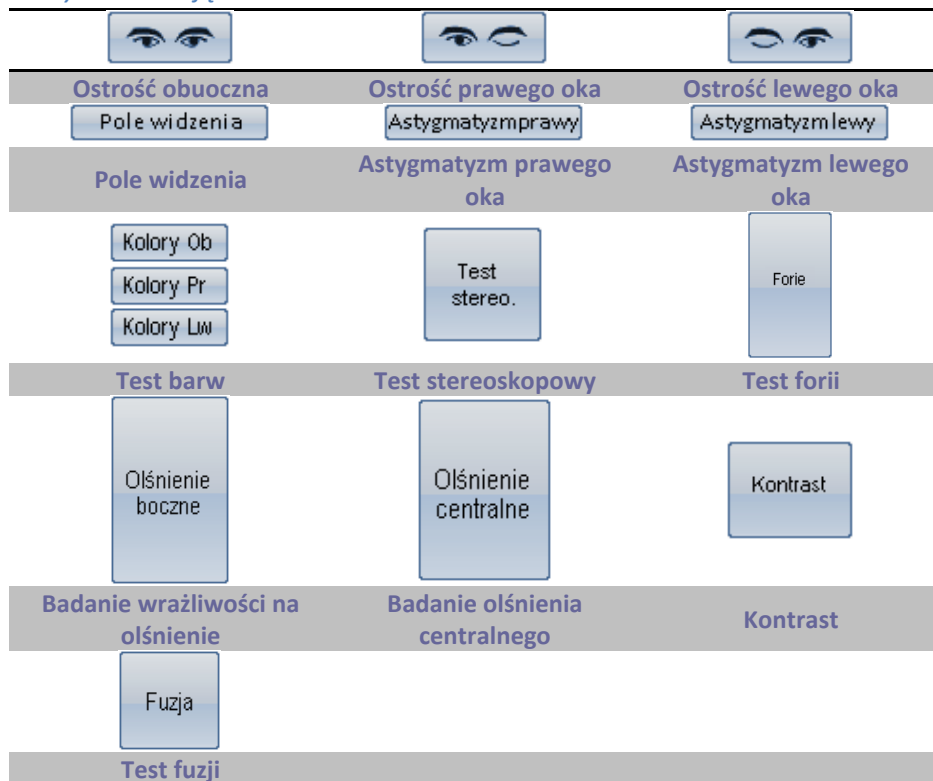 Ostrość obuoczna Ostrość prawego oka Ostrość lewego oka
Pole widzenia Astygmatyzmprawy Astygmatyzm lewy
Pole widzenia Astygmatyzm prawego oka Astygmatyzm lewego oka
Kolory Ob
Kolory Pr
Kolory Lw
Test stereo.
Forie
Test barw Test stereoskopowy Test forii
Olśnienie boczne
Olśnienie centralne
Kontrast
Badanie wrażliwości na olśnienie
Badanie olśnienia centralnego
Kontrast
Fuzja
Test fuzji